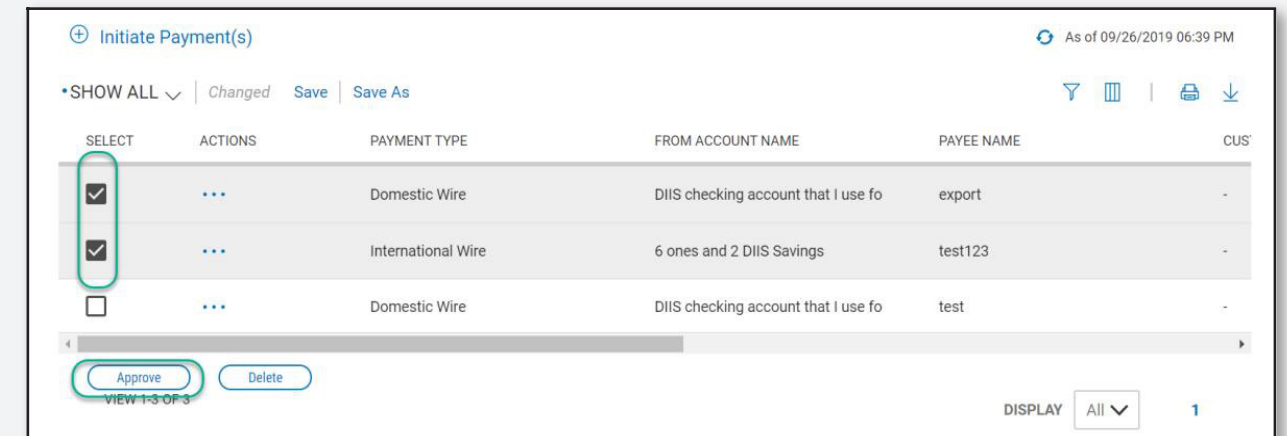 Initiate Payment(s) As of 09/26/2019 06:39 PM
SHOW ALL Changed Save Save As
SELECT ACTIONS PAYMENT TYPE FROM ACCOUNT NAME PAYEE NAME CUS
Domestic Wire DIIS checking account that I use fo export -
International Wire 6 ones and 2 DIIS Savings test123 -
Domestic Wire DIIS checking account that I use fo test -
Approve Delete
VIEW 1-3 OF 3
DISPLAY All 1